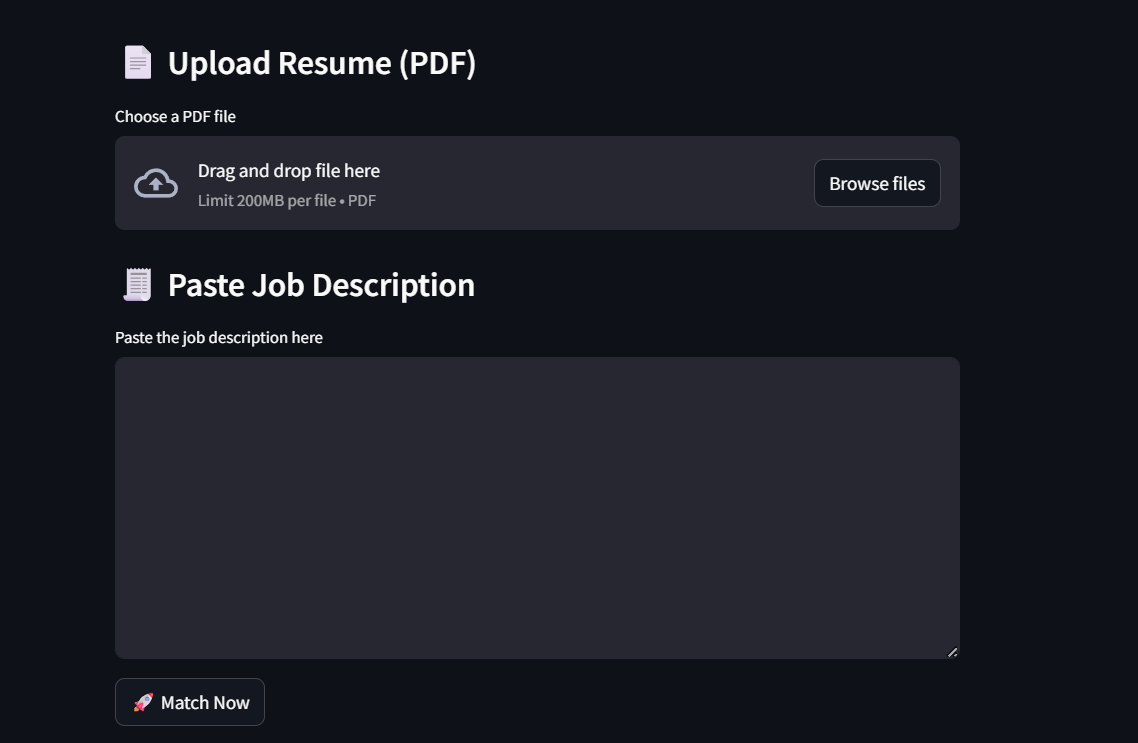 Upload Resume (PDF)
Choose a PDF file
Drag and drop file here
Limit 200MB per file • PDF
Browse files
Paste Job Description
Paste the job description here
🚀 Match Now